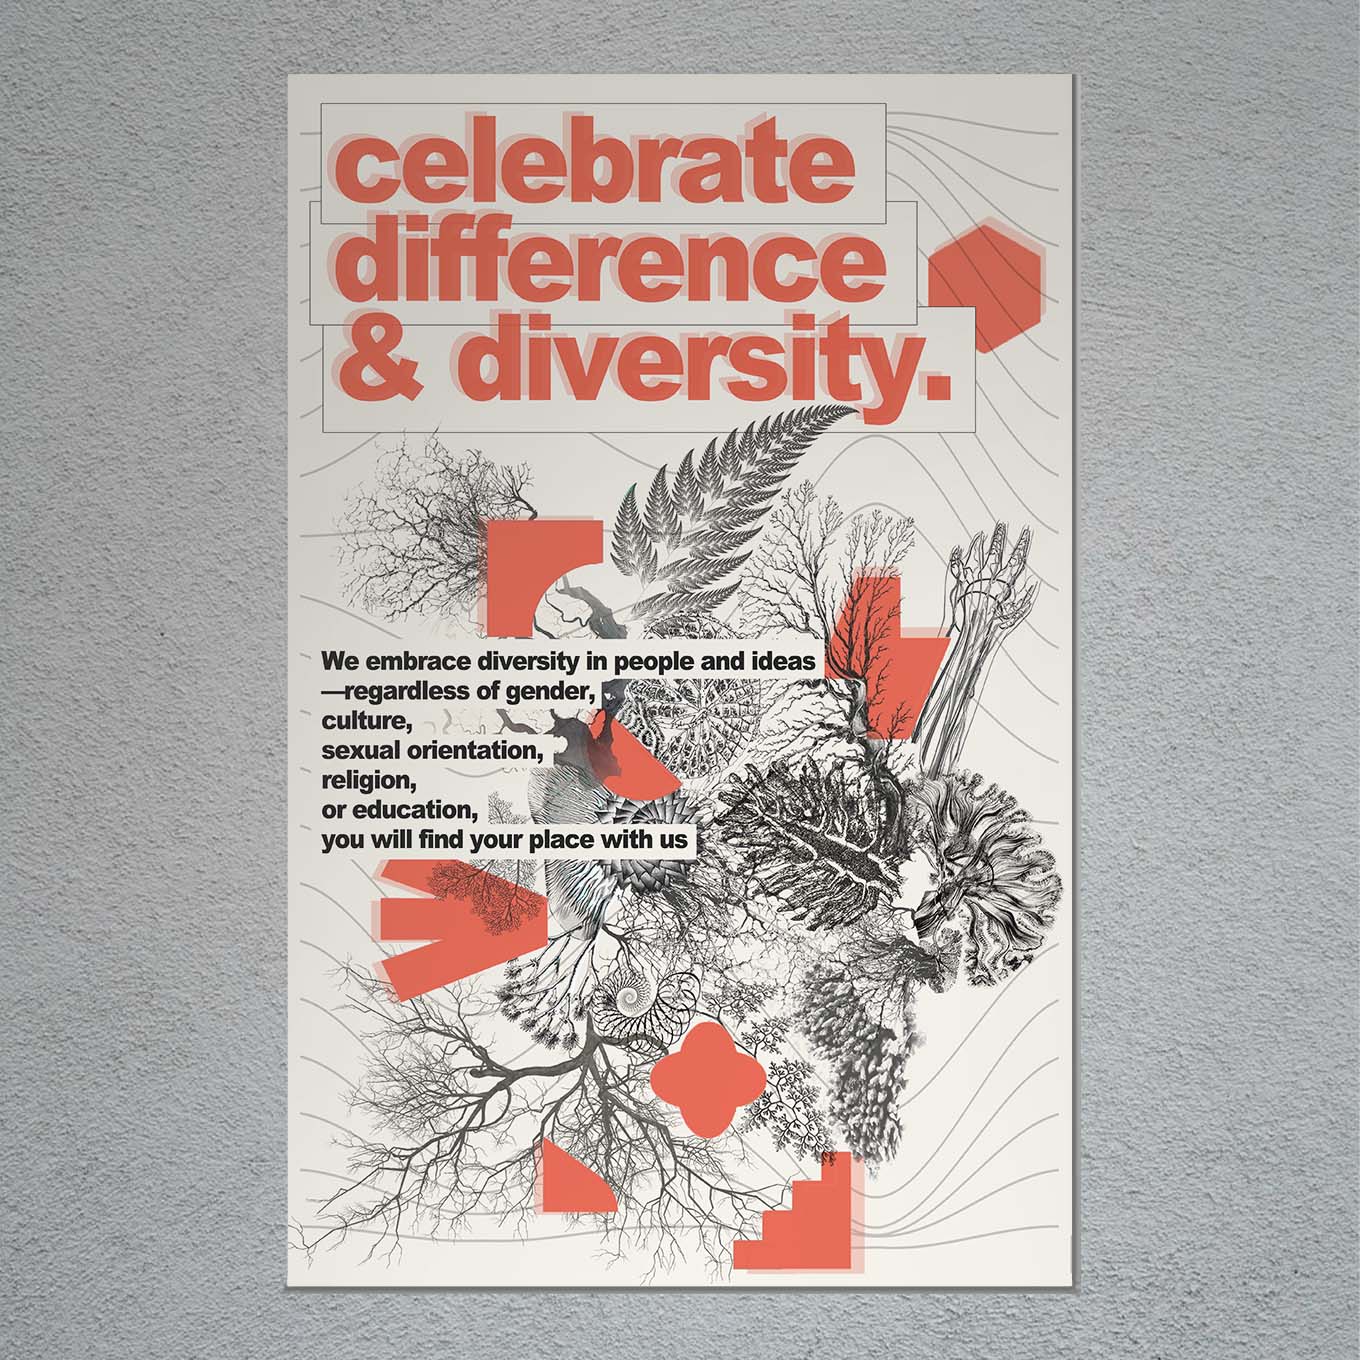 celebrate
difference
& diversity.
We embrace diversity in people and ideas
—regardless of gender,
culture,
sexual orientation,
religion,
or education,
you will find your place with us